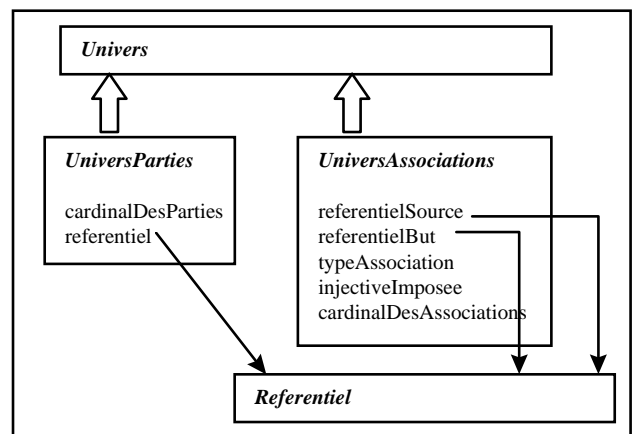 Univers
UniversParties
cardinalDesParties
referentiel
UniversAssociations
referentielSource
referentielBut
typeAssociation
injectiveImposee
cardinalDesAssociations
Referentiel